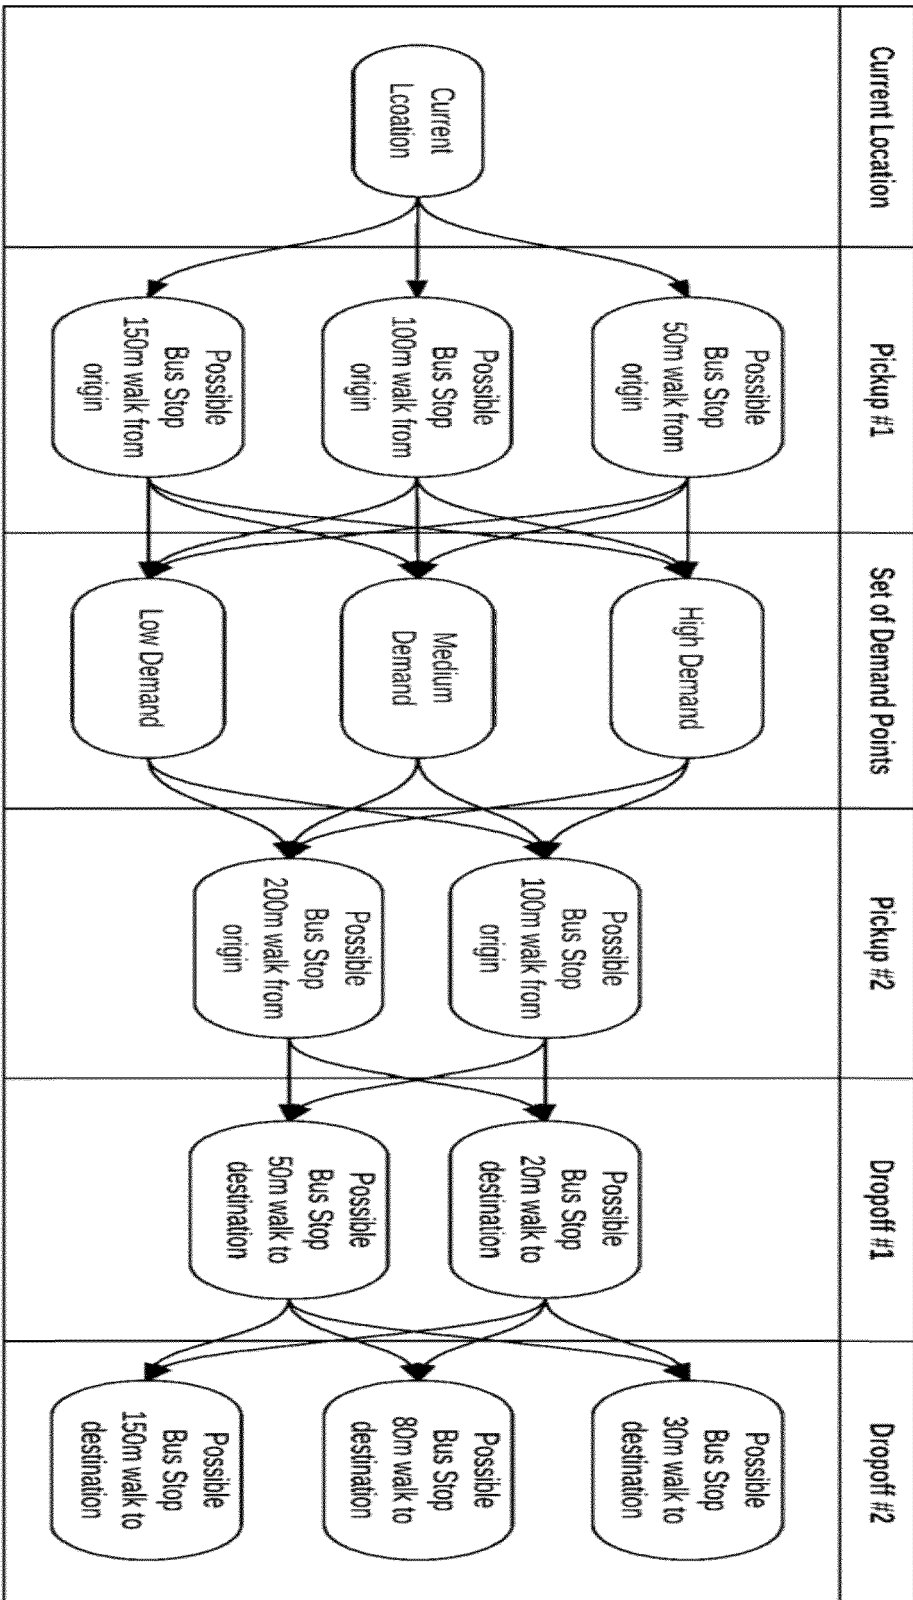 Current Location
Pickup #1
Set of Demand Points
Pickup #2
Dropoff #1
Dropoff #2
Current
Lcoation
Possible
Bus Stop
50m walk from
origin
Possible
Bus Stop
100m walk from
origin
Possible
Bus Stop
150m walk from
origin
High Demand
Medium
Demand
Low Demand
Possible
Bus Stop
100m walk from
origin
Possible
Bus Stop
200m walk from
origin
Possible
Bus Stop
20m walk to
destination
Possible
Bus Stop
50m walk to
destination
Possible
Bus Stop
30m walk to
destination
Possible
Bus Stop
80m walk to
destination
Possible
Bus Stop
150m walk to
destination